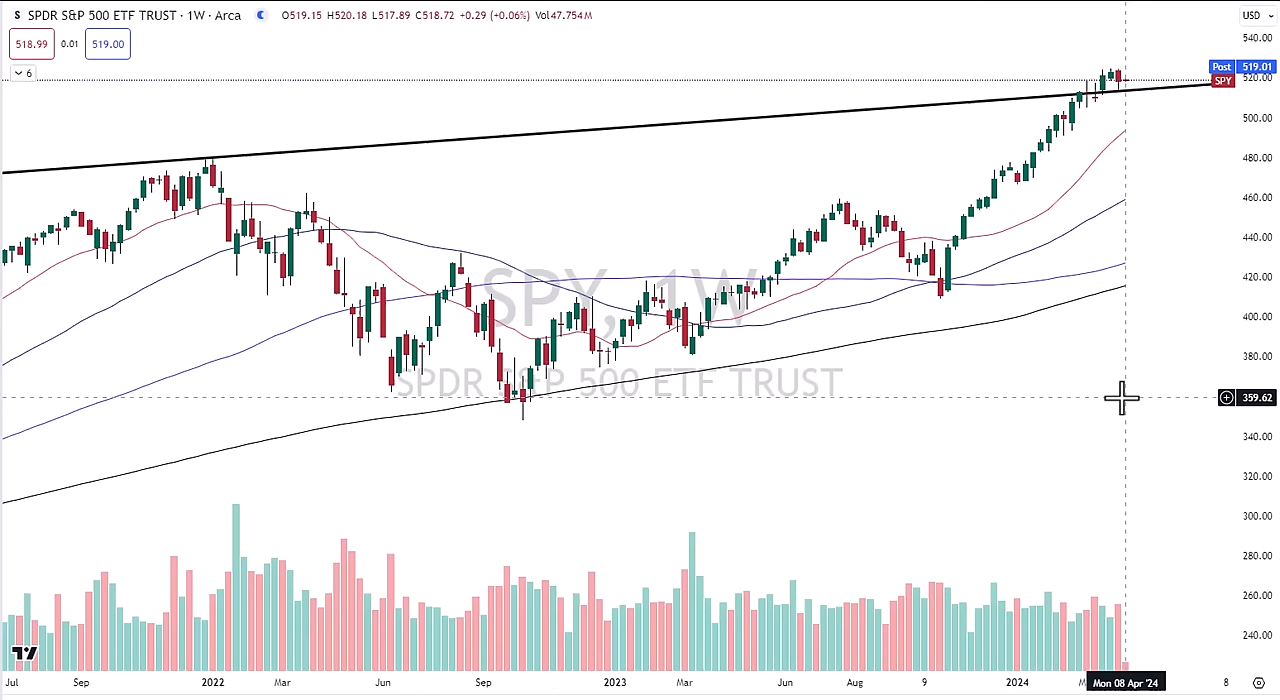 S SPDR S&P 500 ETF TRUST · 1W · Arca O519.15 H520.18 L517.89 C518.72 +0.29 (+0.06%) Vol47.754M
USD
518.99 0.01 519.00
6
540.00
Post 519.01
520.00
SPY
500.00
480.00
460.00
440.00
420.00
SPY, 1W
400.00
380.00
SPDR S&P 500 ETF TRUST
359.62
340.00
320.00
300.00
280.00
260.00
240.00
Jul Sep 2022 Mar Jun Sep 2023 Mar Jun Aug 9 2024 Mon 08 Apr '24 8